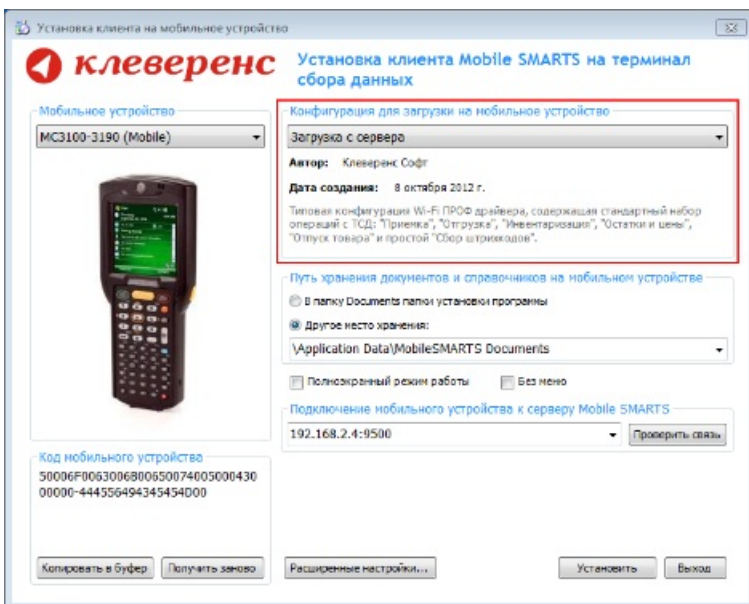 Установка клиента на мобильное устройство
клеверенс
Установка клиента Mobile SMARTS на терминал
сбора данных
Мобильное устройство
MC3100-3190 (Mobile)
Конфигурация для загрузки на мобильное устройство
Загрузка с сервера
Автор: Клеверенс Софт
Дата создания: 8 октября 2012 г.
Типовая конфигурация Wi-Fi ПРОФ драйвера, содержащая стандартный набор
операций с ТСД: "Приемка", "Отгрузка", "Инвентаризация", "Остатки и цены",
"Отпуск товара" и простой "Сбор штрихкодов".
Путь хранения документов и справочников на мобильном устройстве
В папку Documents папки установки программы
Другое место хранения:
\Application Data\MobileSMARTS Documents
Полноэкранный режим работы
Без меню
Подключение мобильного устройства к серверу Mobile SMARTS
192.168.2.4:9500
Проверить связь
Код мобильного устройства
50006F0063006B00650074005000430
00000-444556494345454D00
Копировать в буфер
Получить заново
Расширенные настройки...
Установить
Выход